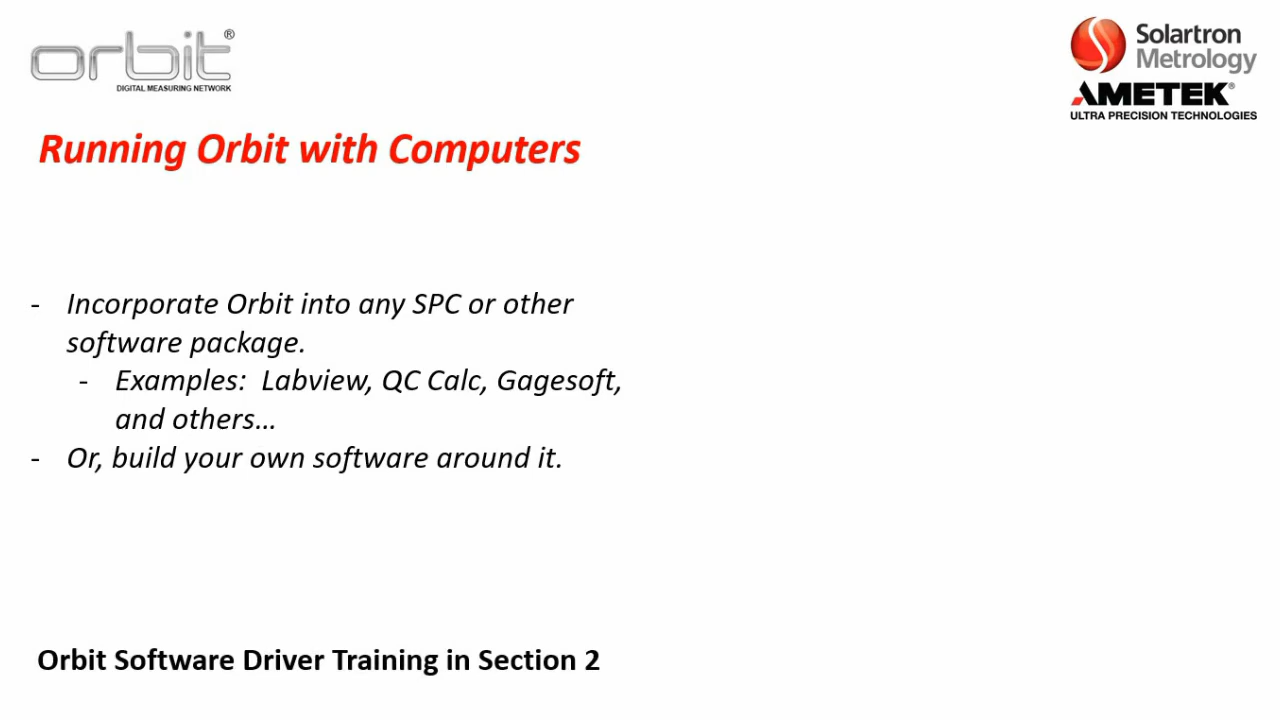 orbit®
DIGITAL MEASURING NETWORK
Solartron
Metrology
AMETEK®
ULTRA PRECISION TECHNOLOGIES
Running Orbit with Computers
- Incorporate Orbit into any SPC or other
software package.
- Examples: Labview, QC Calc, Gagesoft,
and others...
- Or, build your own software around it.
Orbit Software Driver Training in Section 2